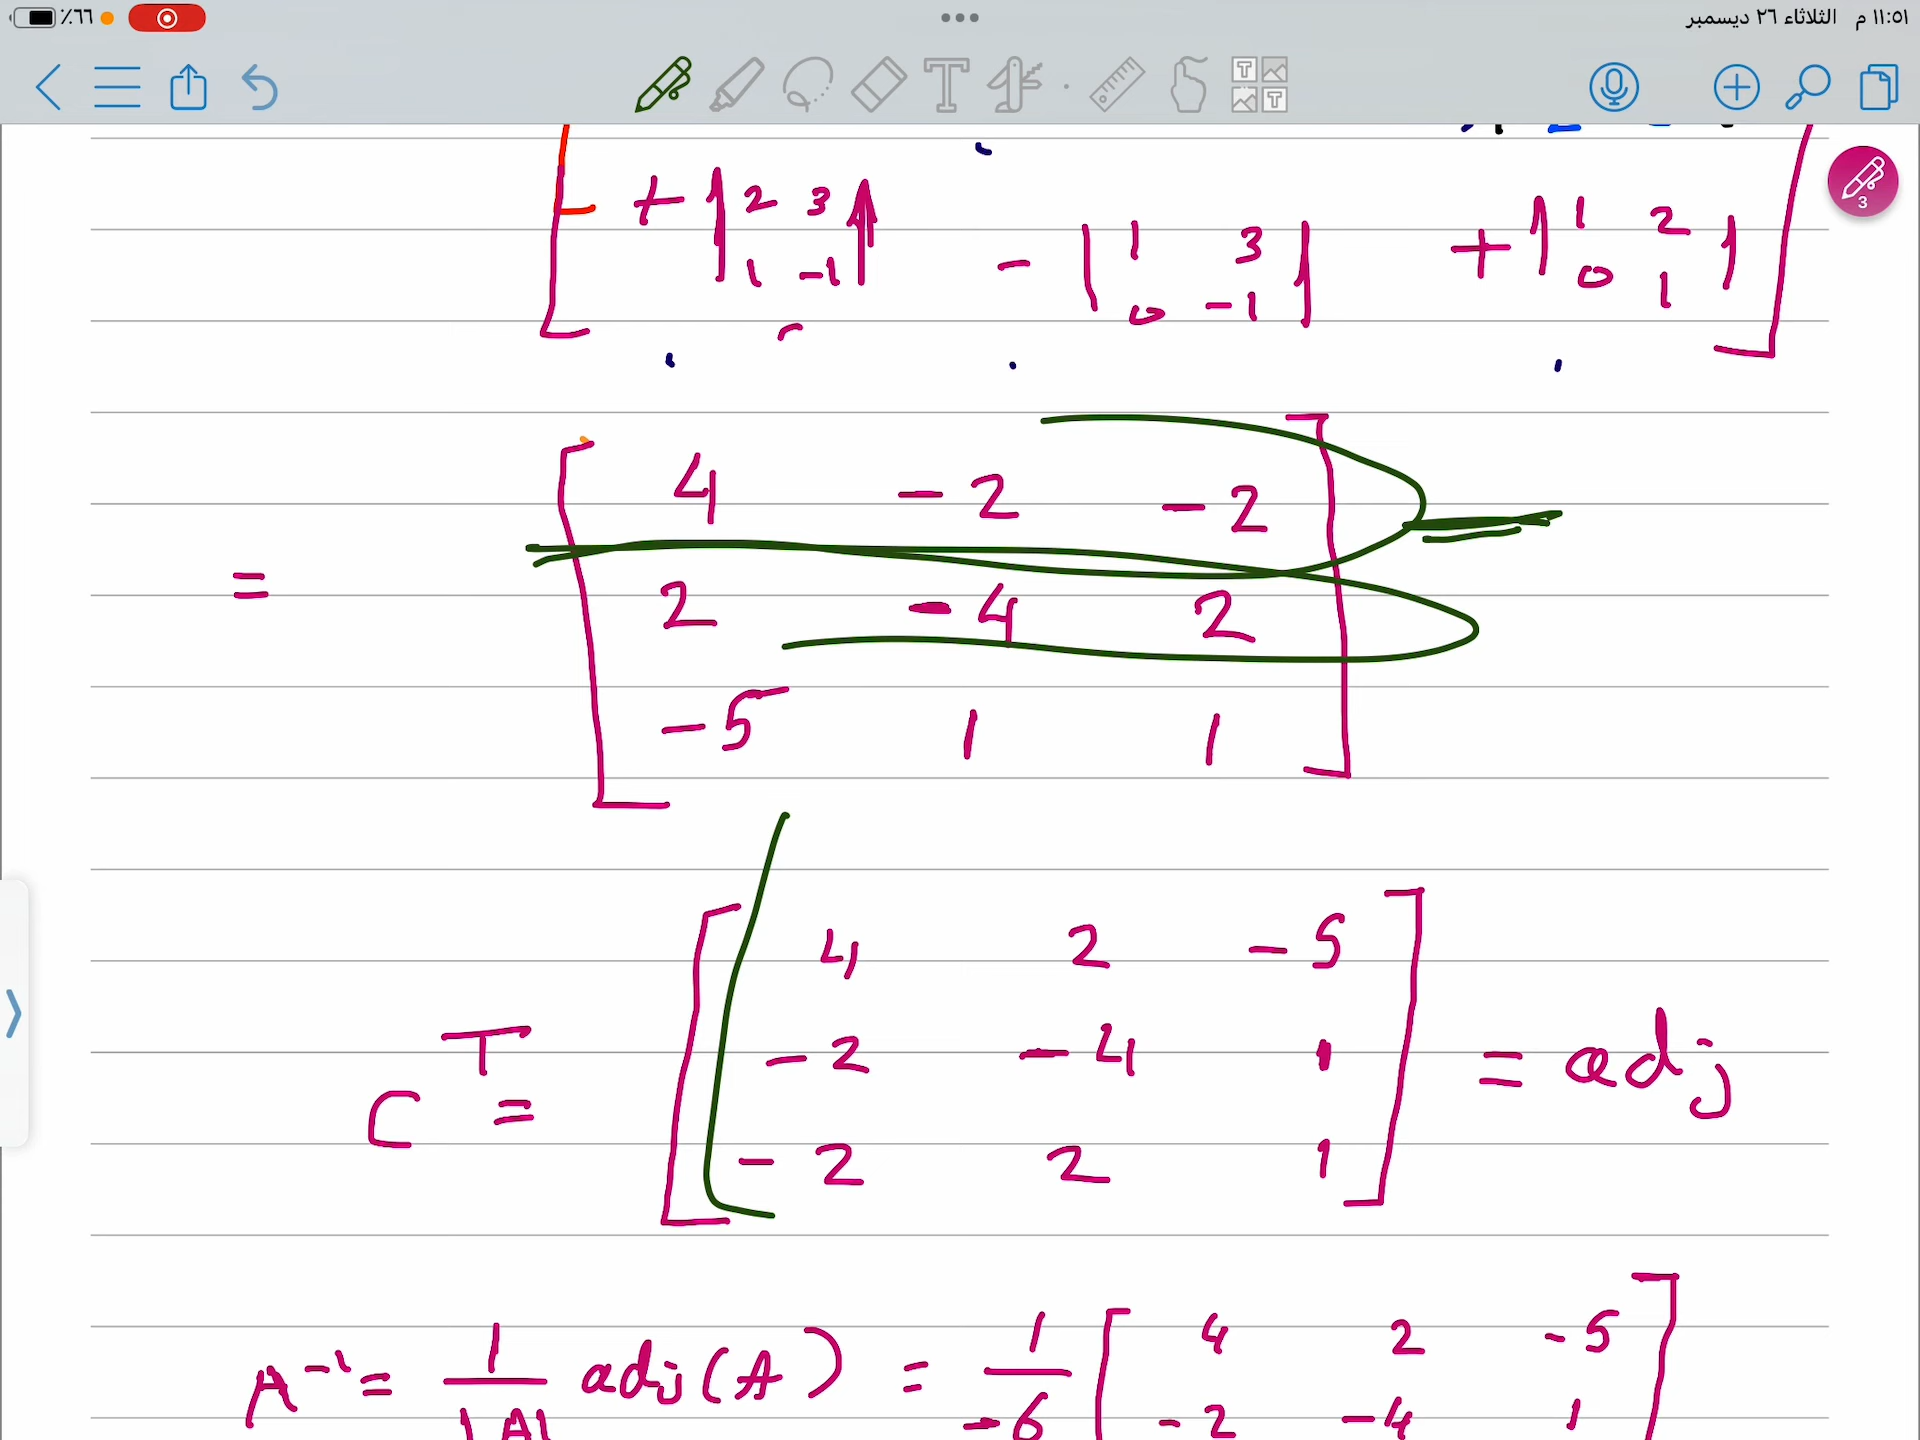 ٪٦٦ ١١:٥١ م الثلاثاء ٢٦ ديسمبر
3
+ | 2 3 | - | 1 3 | + | 1 2 |
1 -1 0 -1 0 1
4 -2 -2
= 2 -4 2
-5 1 1
4 2 -5
C^T = -2 -4 1 = adj
-2 2 1
A^-1 = 1/|A| adj(A) = 1/-6 [ 4 2 -5 ]
-2 -4 1